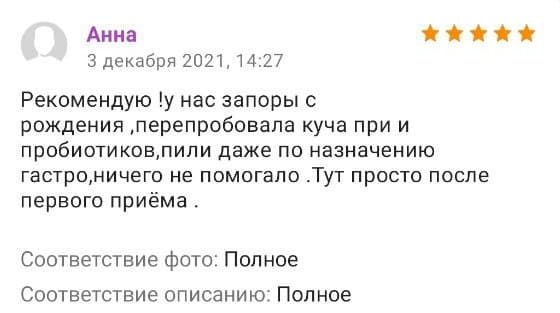 Анна
3 декабря 2021, 14:27
Рекомендую !у нас запоры с
рождения ,перепробовала куча при и
пробиотиков,пили даже по назначению
гастро,ничего не помогало .Тут просто после
первого приёма .
Соответствие фото: Полное
Соответствие описанию: Полное